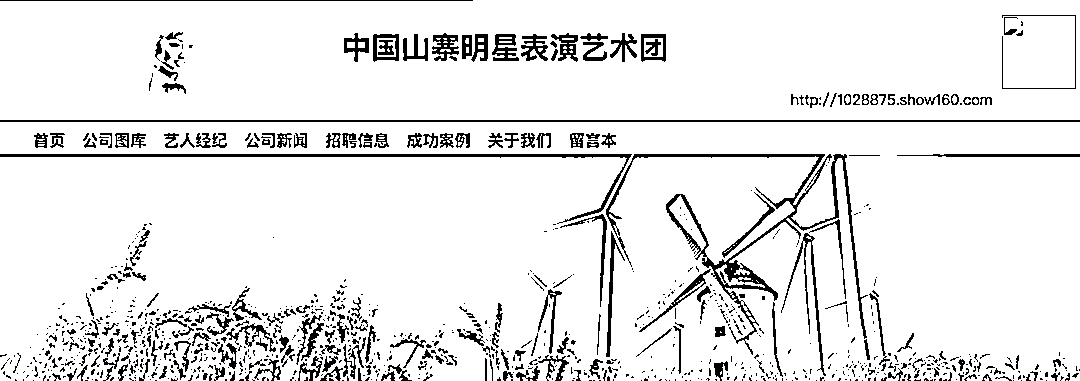 中国山寨明星表演艺术团
http://1028875.show160.com
首页 公司图库 艺人经纪 公司新闻 招聘信息 成功案例 关于我们 留言本